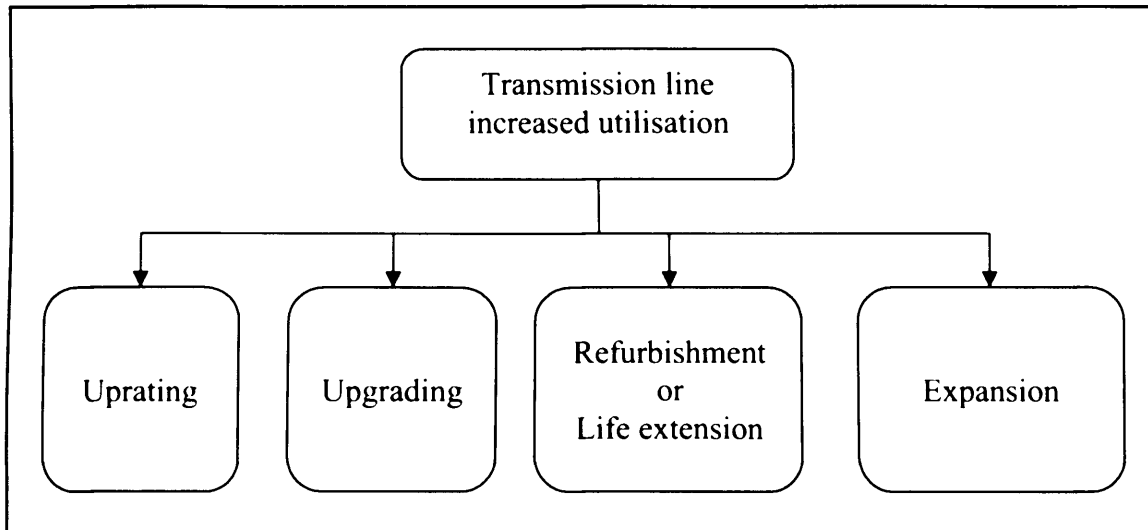 Transmission line
increased utilisation
Uprating
Upgrading
Refurbishment
or
Life extension
Expansion